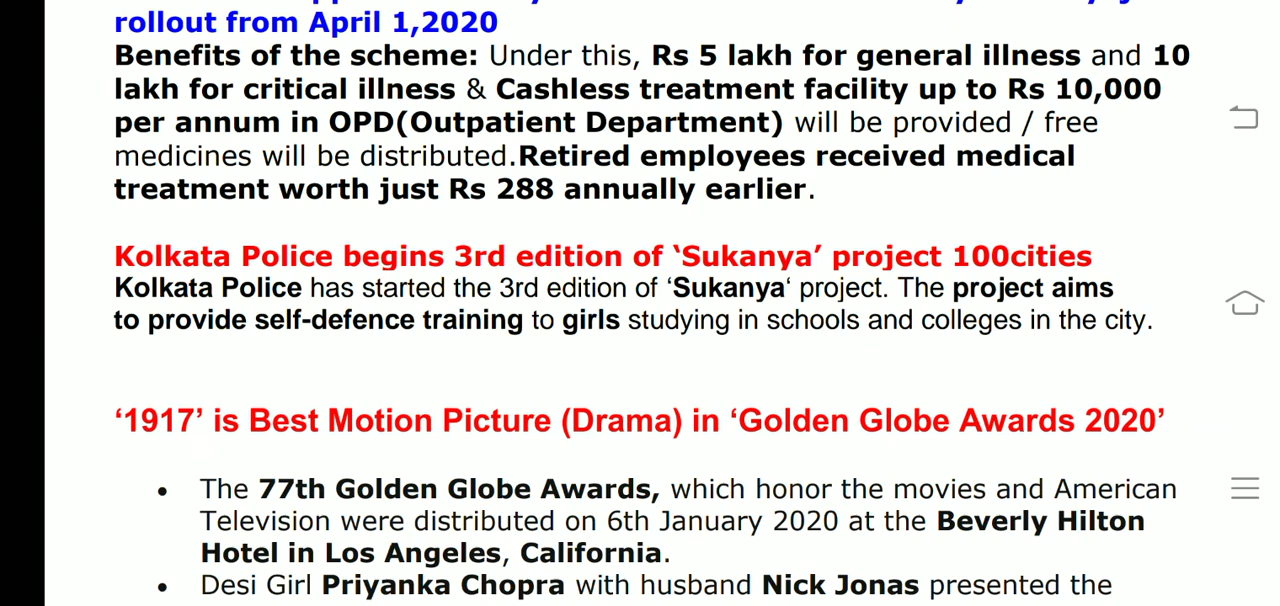 rollout from April 1,2020
Benefits of the scheme: Under this, Rs 5 lakh for general illness and 10
lakh for critical illness & Cashless treatment facility up to Rs 10,000
per annum in OPD(Outpatient Department) will be provided / free
medicines will be distributed.Retired employees received medical
treatment worth just Rs 288 annually earlier.
Kolkata Police begins 3rd edition of ‘Sukanya’ project 100cities
Kolkata Police has started the 3rd edition of ‘Sukanya‘ project. The project aims
to provide self-defence training to girls studying in schools and colleges in the city.
‘1917’ is Best Motion Picture (Drama) in ‘Golden Globe Awards 2020’
• The 77th Golden Globe Awards, which honor the movies and American
Television were distributed on 6th January 2020 at the Beverly Hilton
Hotel in Los Angeles, California.
• Desi Girl Priyanka Chopra with husband Nick Jonas presented the